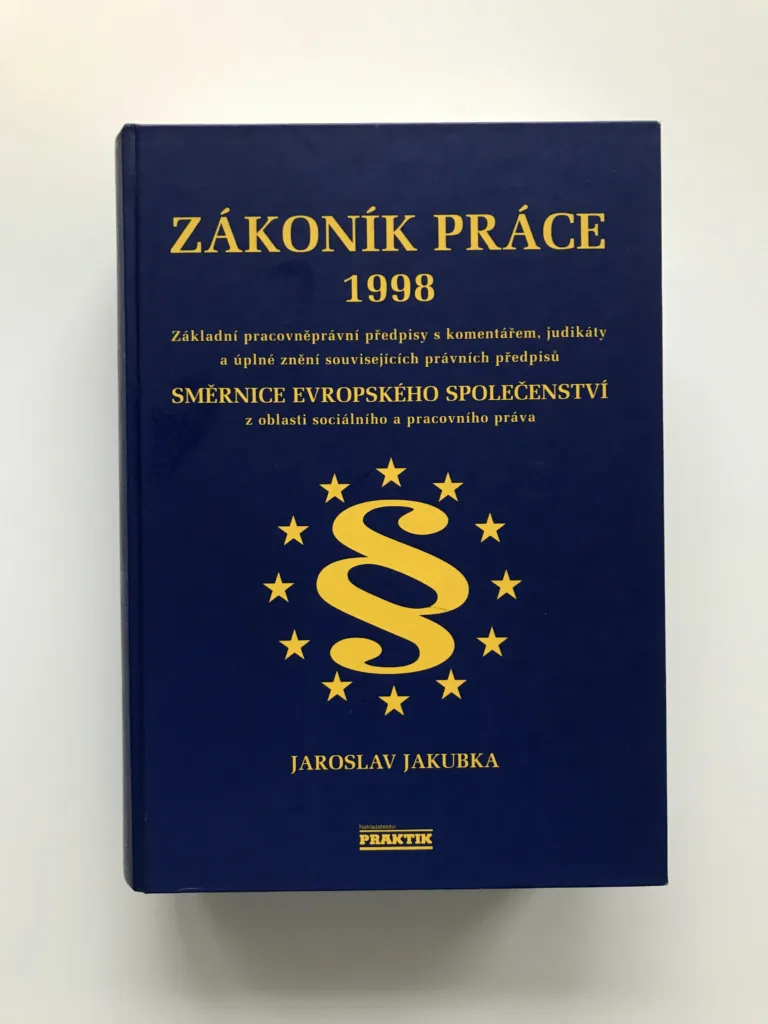 ZÁKONÍK PRÁCE
1998
Základní pracovněprávní předpisy s komentářem, judikáty
a úplné znění souvisejících právních předpisů
SMĚRNICE EVROPSKÉHO SPOLEČENSTVÍ
z oblasti sociálního a pracovního práva
§
JAROSLAV JAKUBKA
Nakladatelství
PRAKTIK